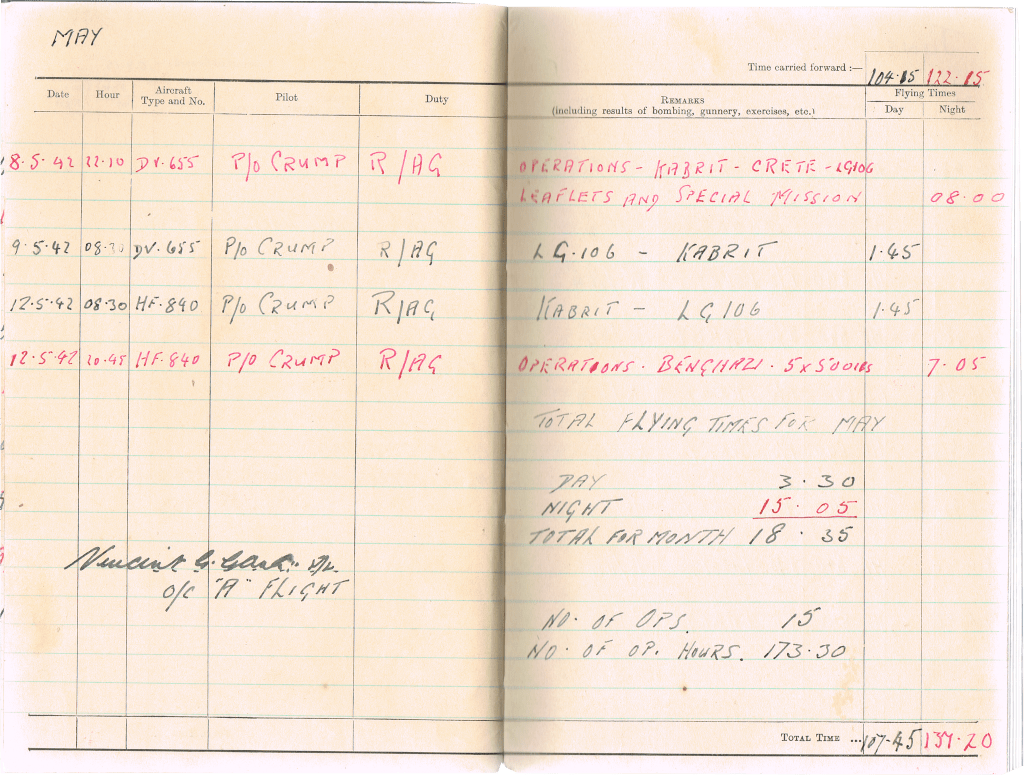 MAY
Time carried forward :— 104.15 122.15
Date Hour Aircraft Type and No. Pilot Duty REMARKS (including results of bombing, gunnery, exercises, etc.) Flying Times Day Night
8.5.42 22.10 DV.655 P/O CRUMP R/AG OPERATIONS - KABRIT - CRETE - LG106
LEAFLETS AND SPECIAL MISSION 08.00
9.5.42 08.30 DV.655 P/O CRUMP R/AG LG.106 - KABRIT 1.45
12.5.42 08.30 HF.840 P/O CRUMP R/AG KABRIT - LG106 1.45
12.5.42 20.45 HF.840 P/O CRUMP R/AG OPERATIONS. BENGHAZI. 5x500lbs 7.05
TOTAL FLYING TIMES FOR MAY
DAY 3.30
NIGHT 15.05
TOTAL FOR MONTH 18.35
Vincent G.
O/C "A" FLIGHT
NO. OF OPS. 15
NO. OF OP. HOURS. 173.30
TOTAL TIME ... 107.45 137.20